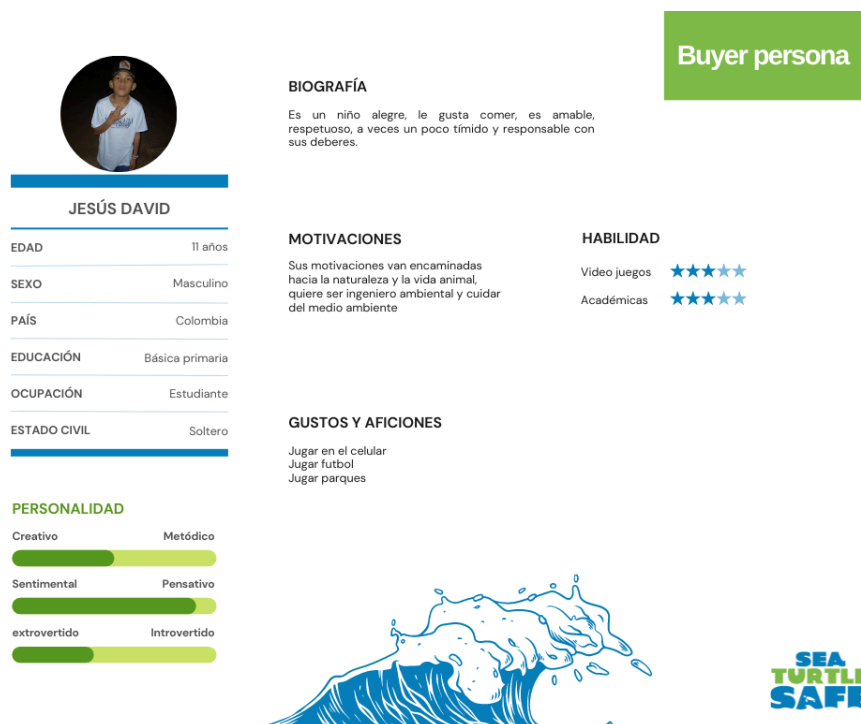 Buyer persona
BIOGRAFÍA
Es un niño alegre, le gusta comer, es amable,
respetuoso, a veces un poco tímido y responsable con
sus deberes.
JESÚS DAVID
EDAD 11 años
SEXO Masculino
PAÍS Colombia
EDUCACIÓN Básica primaria
OCUPACIÓN Estudiante
ESTADO CIVIL Soltero
MOTIVACIONES
Sus motivaciones van encaminadas
hacia la naturaleza y la vida animal,
quiere ser ingeniero ambiental y cuidar
del medio ambiente
HABILIDAD
Video juegos
Académicas
GUSTOS Y AFICIONES
Jugar en el celular
Jugar futbol
Jugar parques
PERSONALIDAD
Creativo Metódico
Sentimental Pensativo
extrovertido Introvertido
SEA
TURTLE
SAFE